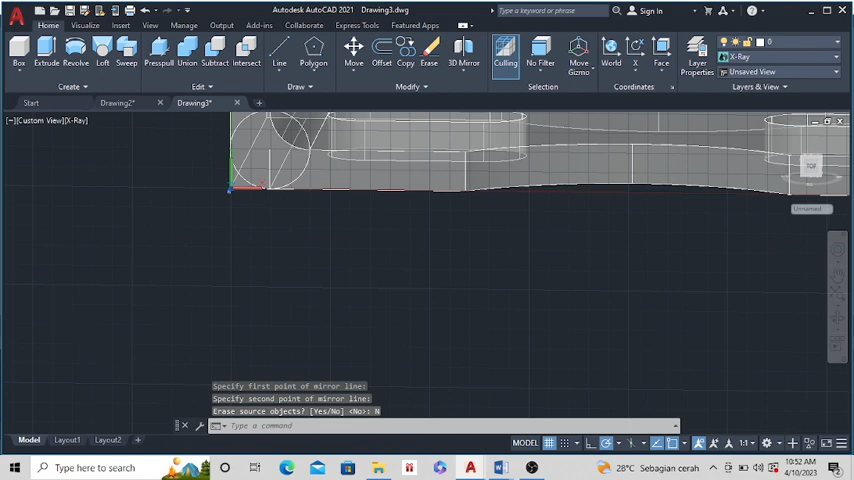 Autodesk AutoCAD 2021 Drawing3.dwg
Type a keyword or phrase
Sign In
Home Visualize Insert View Manage Output Add-ins Collaborate Express Tools Featured Apps
Box Extrude Revolve Loft Sweep Presspull Union Subtract Intersect Line Polygon Move Offset Copy Erase 3D Mirror Culling No Filter Move Gizmo Layer Properties World X Face
0
X-Ray
Unsaved View
Create Edit Draw Modify Selection Coordinates Layers & View
Start Drawing2* Drawing3*
[−][Custom View][X-Ray]
TOP
Unnamed
Specify first point of mirror line:
Specify second point of mirror line:
Erase source objects? [Yes/No] <No>: N
Type a command
Model Layout1 Layout2
MODEL 1:1
Type here to search
28°C Sebagian cerah
10:52 AM
4/10/2023
2